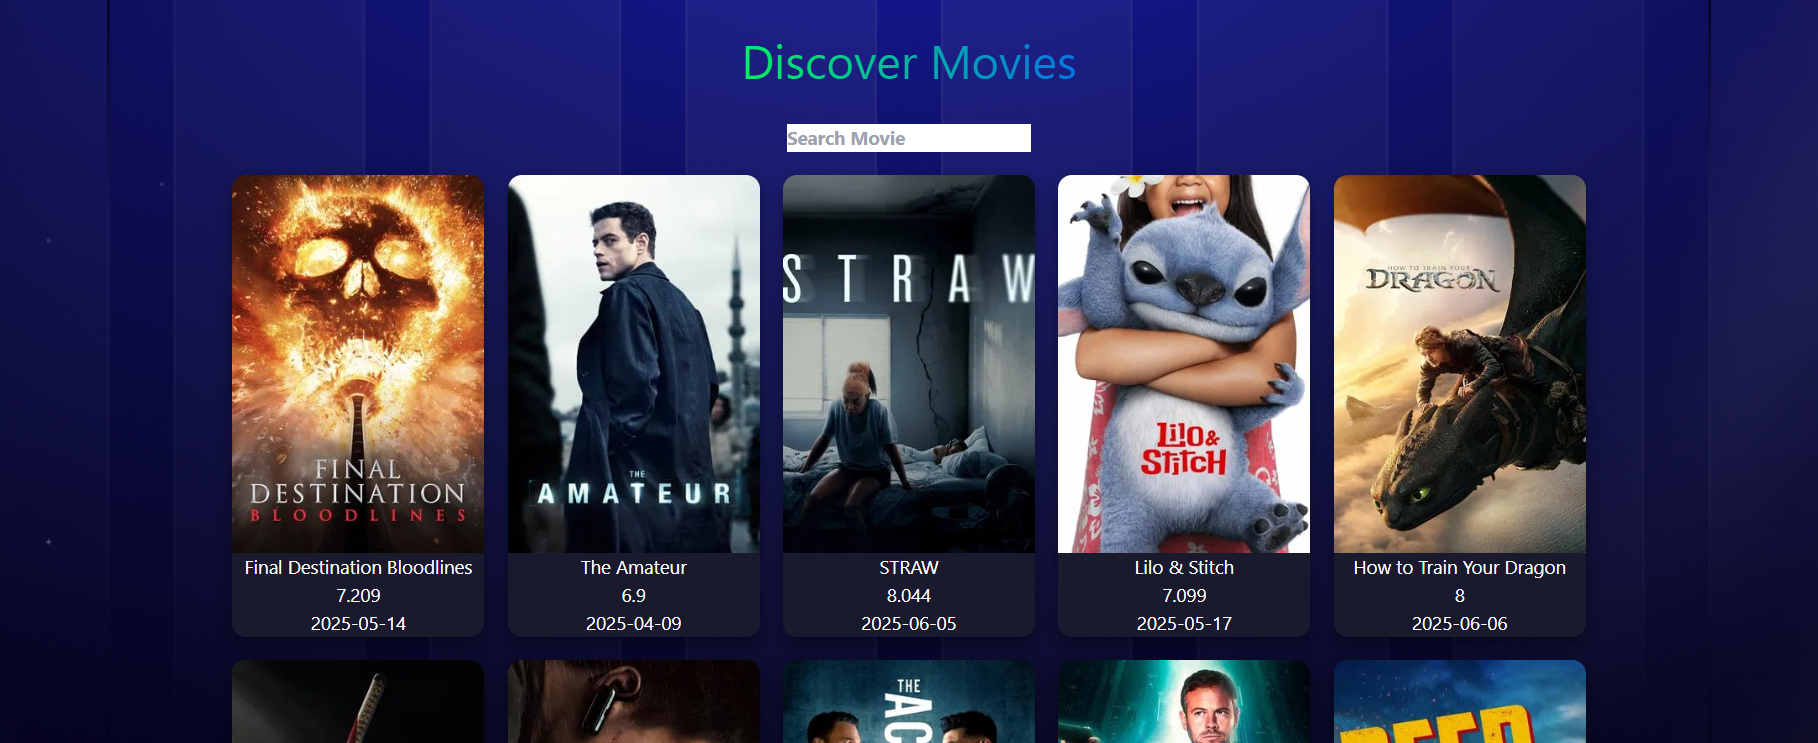 Discover Movies
Search Movie
FINAL
DESTINATION
BLOODLINES
THE
AMATEUR
STRAW
Lilo &
Stitch
HOW TO TRAIN YOUR
DRAGON
Final Destination Bloodlines
7.209
2025-05-14
The Amateur
6.9
2025-04-09
STRAW
8.044
2025-06-05
Lilo & Stitch
7.099
2025-05-17
How to Train Your Dragon
8
2025-06-06
THE
AC